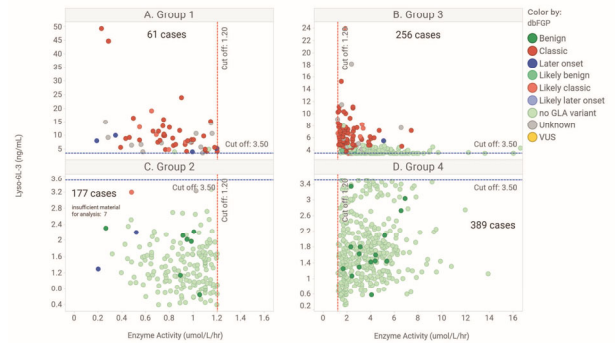 A. Group 1
B. Group 3
Color by:
dbFGP
Benign
Classic
Later onset
Likely benign
Likely classic
Likely later onset
no GLA variant
Unknown
VUS
Lyso-GL-3 (ng/mL)
50
45
40
35
30
25
20
15
10
5
61 cases
Cut off: 1.20
Cut off: 3.50
24
22
20
18
16
14
12
10
8
6
4
256 cases
Cut off: 1.20
Cut off: 3.50
C. Group 2
D. Group 4
3.6
3.2
2.8
2.4
2
1.6
1.2
0.8
0.4
177 cases
Insufficient material
for analysis: 7
Cut off: 3.50
Cut off: 1.20
3.4
3
2.6
2.2
1.8
1.4
1
0.6
0.2
Cut off: 1.20
Cut off: 3.50
389 cases
0 0.2 0.4 0.6 0.8 1.0 1.2 1.4 1.6
0 2 4 6 8 10 12 14 16
Enzyme Activity (umol/L/hr)
Enzyme Activity (umol/L/hr)